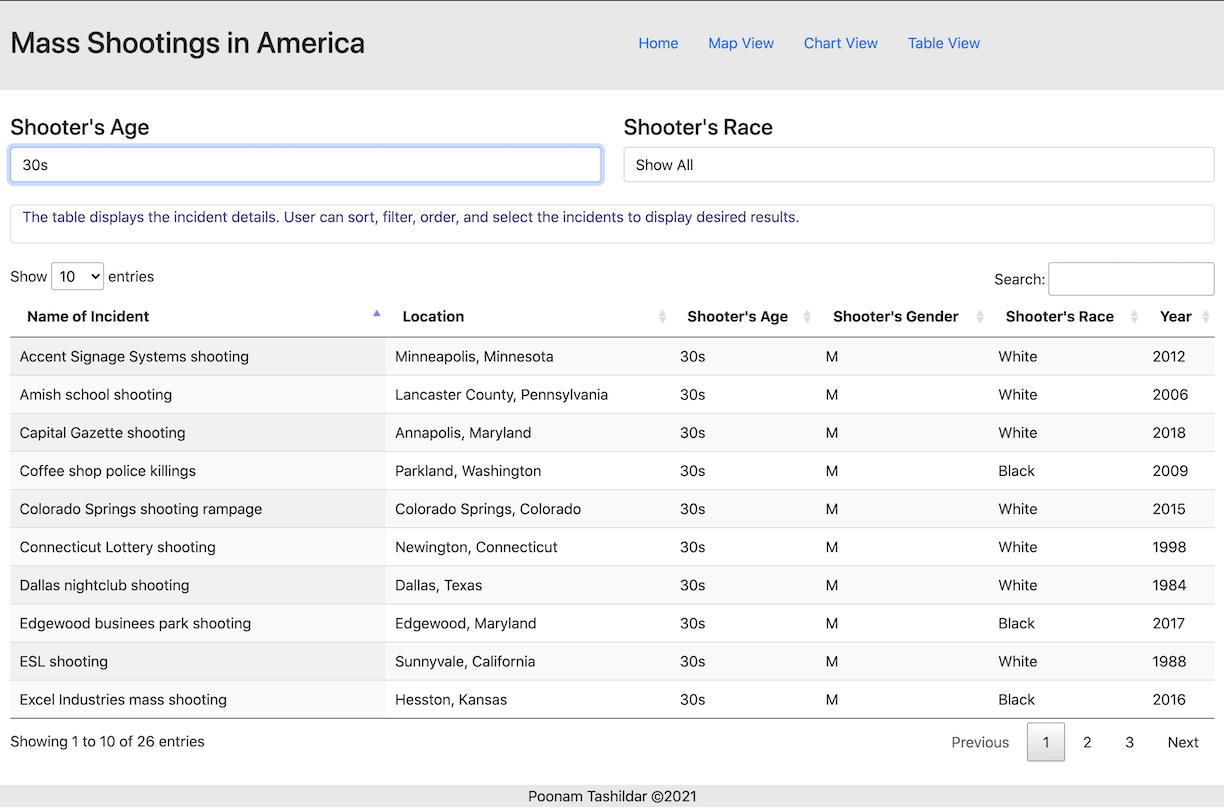 Mass Shootings in America
Home Map View Chart View Table View
Shooter's Age Shooter's Race
30s Show All
The table displays the incident details. User can sort, filter, order, and select the incidents to display desired results.
Show 10 entries Search:
Name of Incident Location Shooter's Age Shooter's Gender Shooter's Race Year
Accent Signage Systems shooting Minneapolis, Minnesota 30s M White 2012
Amish school shooting Lancaster County, Pennsylvania 30s M White 2006
Capital Gazette shooting Annapolis, Maryland 30s M White 2018
Coffee shop police killings Parkland, Washington 30s M Black 2009
Colorado Springs shooting rampage Colorado Springs, Colorado 30s M White 2015
Connecticut Lottery shooting Newington, Connecticut 30s M White 1998
Dallas nightclub shooting Dallas, Texas 30s M White 1984
Edgewood businees park shooting Edgewood, Maryland 30s M Black 2017
ESL shooting Sunnyvale, California 30s M White 1988
Excel Industries mass shooting Hesston, Kansas 30s M Black 2016
Showing 1 to 10 of 26 entries Previous 1 2 3 Next
Poonam Tashildar ©2021